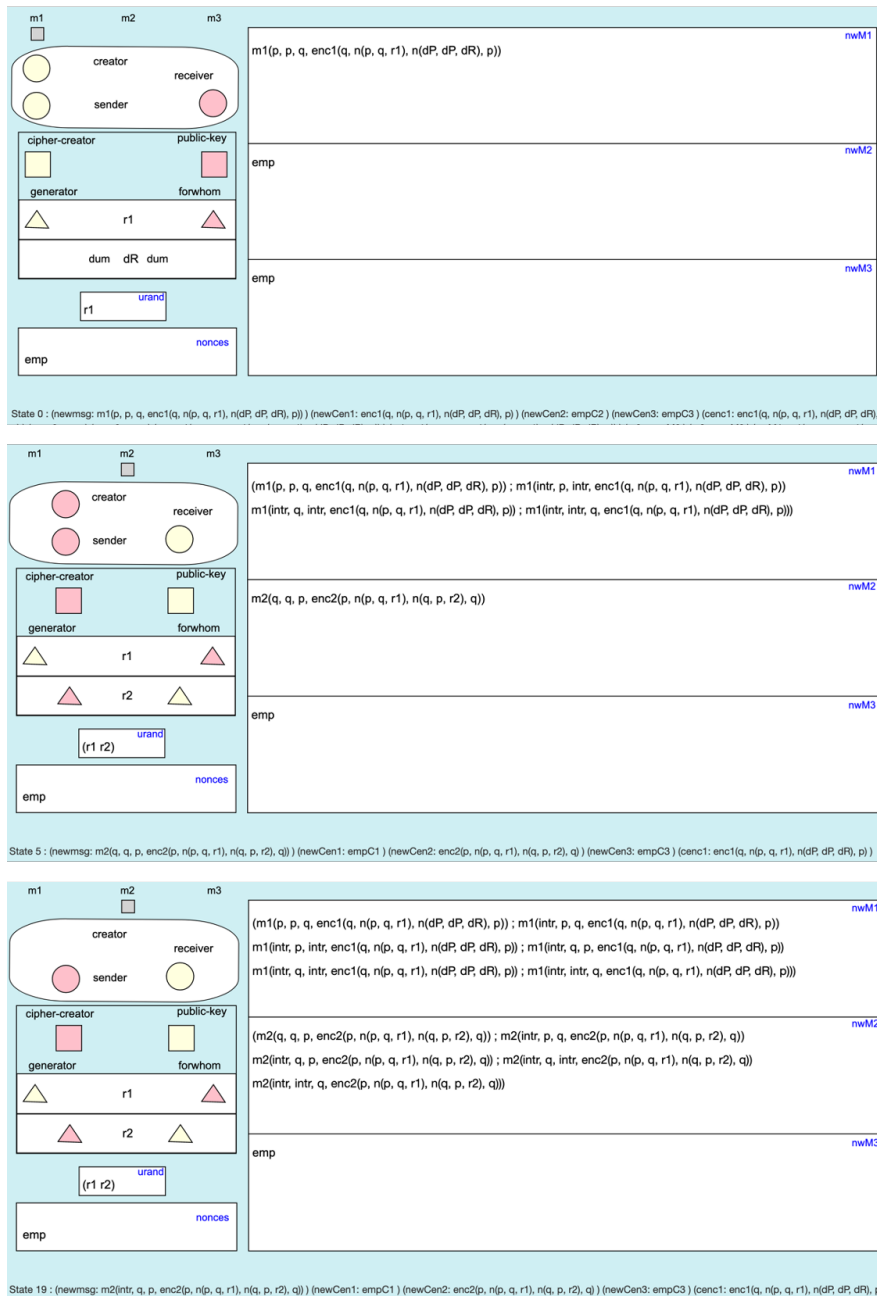 m1 m2 m3
nwM1
m1(p, p, q, enc1(q, n(p, q, r1), n(dP, dP, dR), p))
creator
receiver
sender
cipher-creator public-key
nwM2
emp
generator forwhom
r1
dum dR dum
nwM3
emp
urand
r1
nonces
emp
State 0 : (newmsg: m1(p, p, q, enc1(q, n(p, q, r1), n(dP, dP, dR), p)) ) (newCen1: enc1(q, n(p, q, r1), n(dP, dP, dR), p) ) (newCen2: empC2 ) (newCen3: empC3 ) (cenc1: enc1(q, n(p, q, r1), n(dP, dP, dR),
m1 m2 m3
nwM1
(m1(p, p, q, enc1(q, n(p, q, r1), n(dP, dP, dR), p)) ; m1(intr, p, intr, enc1(q, n(p, q, r1), n(dP, dP, dR), p))
m1(intr, q, intr, enc1(q, n(p, q, r1), n(dP, dP, dR), p)) ; m1(intr, intr, q, enc1(q, n(p, q, r1), n(dP, dP, dR), p)))
creator
receiver
sender
cipher-creator public-key
nwM2
m2(q, q, p, enc2(p, n(p, q, r1), n(q, p, r2), q))
generator forwhom
r1
r2
nwM3
emp
urand
(r1 r2)
nonces
emp
State 5 : (newmsg: m2(q, q, p, enc2(p, n(p, q, r1), n(q, p, r2), q)) ) (newCen1: empC1 ) (newCen2: enc2(p, n(p, q, r1), n(q, p, r2), q) ) (newCen3: empC3 ) (cenc1: enc1(q, n(p, q, r1), n(dP, dP, dR), p) )
m1 m2 m3
nwM1
(m1(p, p, q, enc1(q, n(p, q, r1), n(dP, dP, dR), p)) ; m1(intr, p, q, enc1(q, n(p, q, r1), n(dP, dP, dR), p))
m1(intr, p, intr, enc1(q, n(p, q, r1), n(dP, dP, dR), p)) ; m1(intr, q, p, enc1(q, n(p, q, r1), n(dP, dP, dR), p))
m1(intr, q, intr, enc1(q, n(p, q, r1), n(dP, dP, dR), p)) ; m1(intr, intr, q, enc1(q, n(p, q, r1), n(dP, dP, dR), p)))
creator
receiver
sender
cipher-creator public-key
nwM2
(m2(q, q, p, enc2(p, n(p, q, r1), n(q, p, r2), q)) ; m2(intr, p, q, enc2(p, n(p, q, r1), n(q, p, r2), q))
m2(intr, q, p, enc2(p, n(p, q, r1), n(q, p, r2), q)) ; m2(intr, q, intr, enc2(p, n(p, q, r1), n(q, p, r2), q))
m2(intr, intr, q, enc2(p, n(p, q, r1), n(q, p, r2), q)))
generator forwhom
r1
r2
nwM3
emp
urand
(r1 r2)
nonces
emp
State 19 : (newmsg: m2(intr, q, p, enc2(p, n(p, q, r1), n(q, p, r2), q)) ) (newCen1: empC1 ) (newCen2: enc2(p, n(p, q, r1), n(q, p, r2), q) ) (newCen3: empC3 ) (cenc1: enc1(q, n(p, q, r1), n(dP, dP, dR),